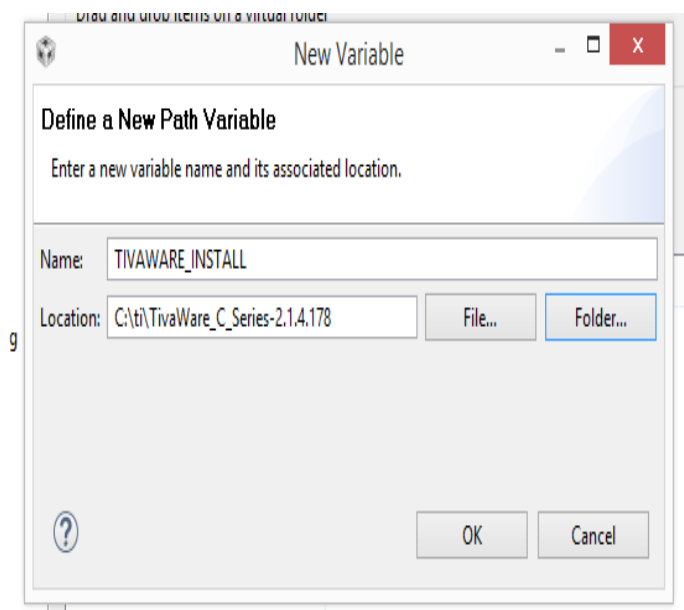 Drag and drop items on a virtual folder
New Variable
X
Define a New Path Variable
Enter a new variable name and its associated location.
Name: TIVAWARE_INSTALL
Location: C:\ti\TivaWare_C_Series-2.1.4.178 File... Folder...
g
?
OK Cancel